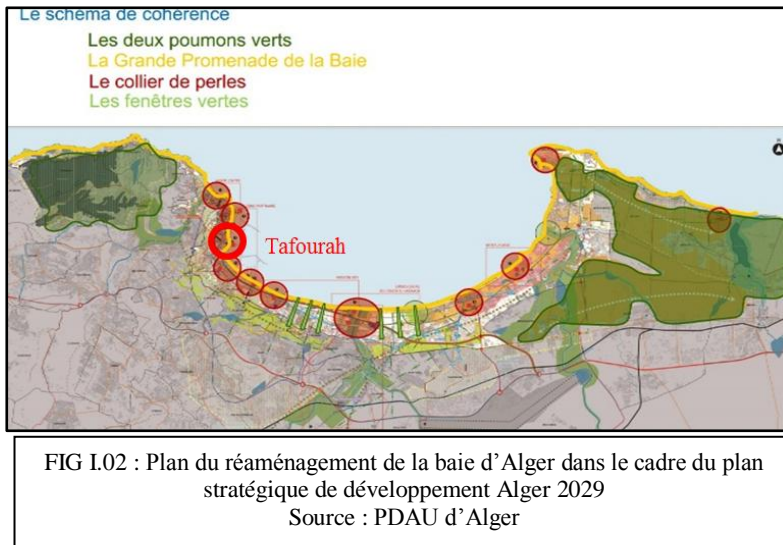 Le schema de coherence
Les deux poumons verts
La Grande Promenade de la Baie
Le collier de perles
Les fenêtres vertes
Tafourah
FIG I.02 : Plan du réaménagement de la baie d’Alger dans le cadre du plan
stratégique de développement Alger 2029
Source : PDAU d’Alger